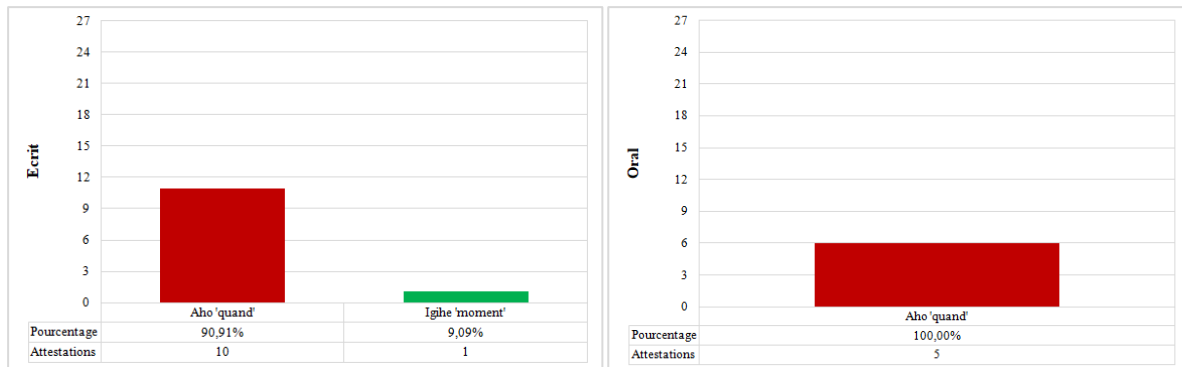 27
24
21
18
15
12
9
6
3
0
Ecrit
Aho 'quand' Igihe 'moment'
Pourcentage 90,91% 9,09%
Attestations 10 1
27
24
21
18
15
12
9
6
3
0
Oral
Aho 'quand'
Pourcentage 100,00%
Attestations 5